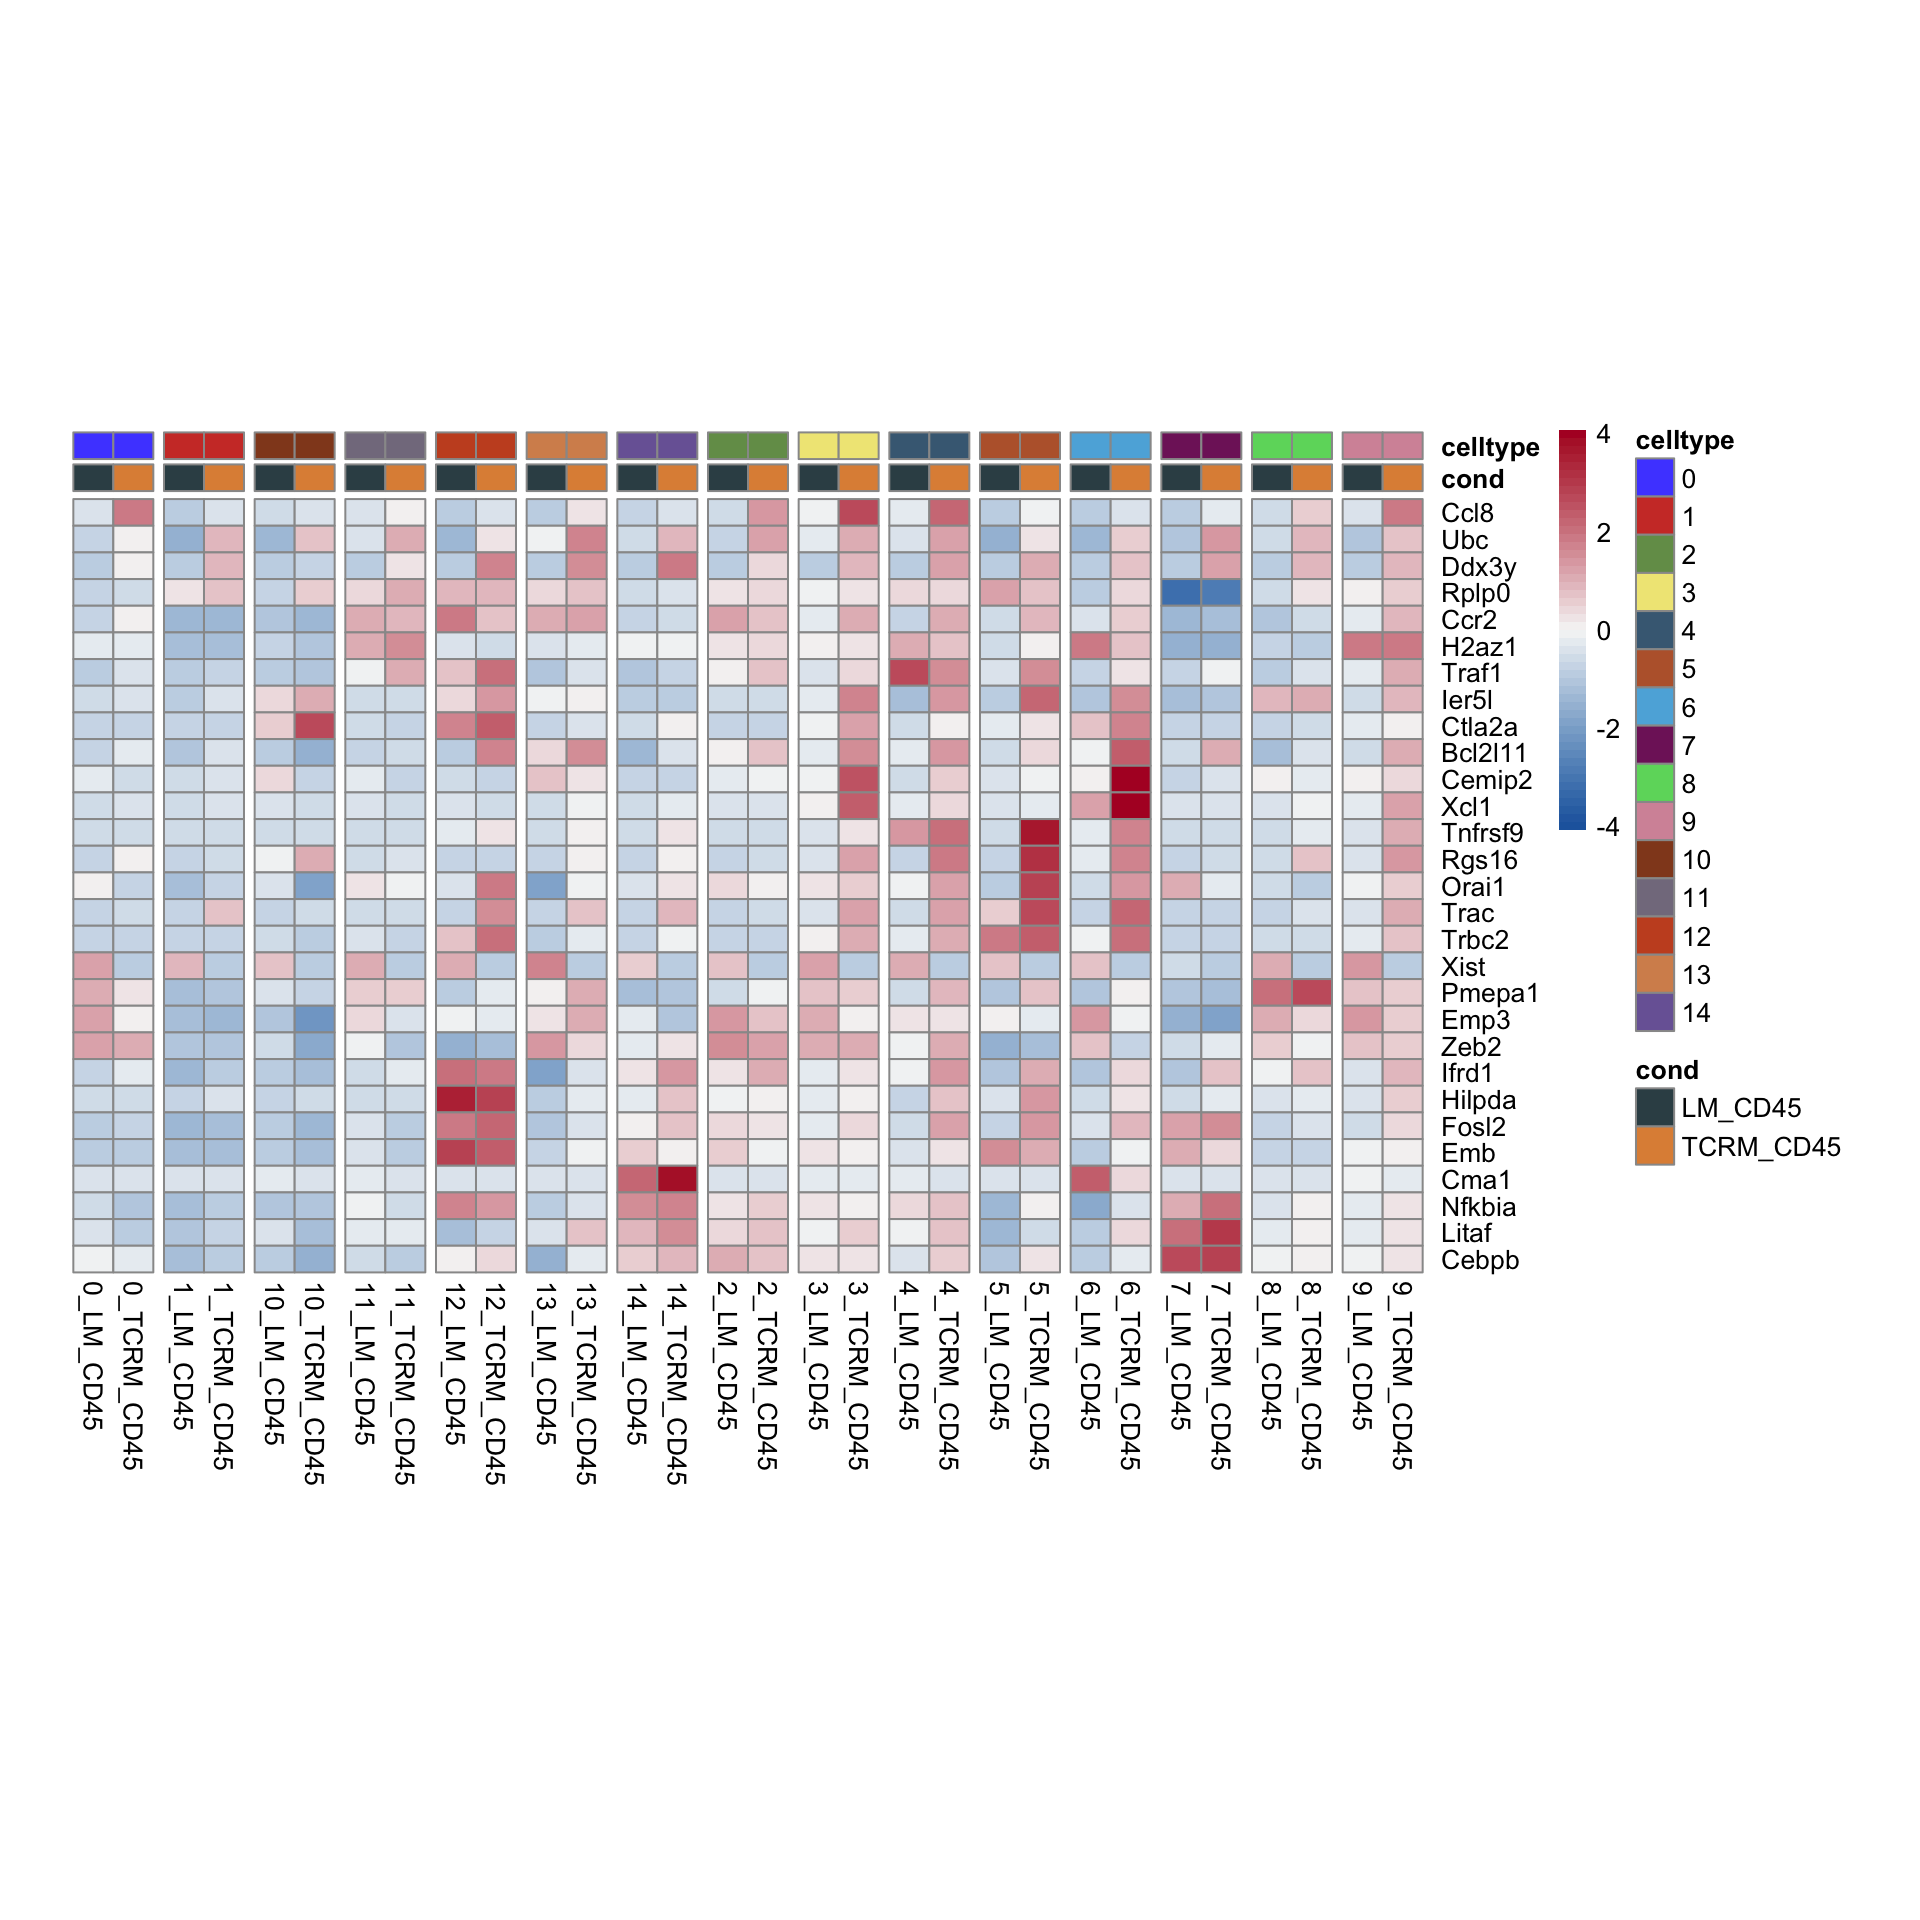 celltype
cond
Ccl8
Ubc
Ddx3y
Rplp0
Ccr2
H2az1
Traf1
Ier5l
Ctla2a
Bcl2l11
Cemip2
Xcl1
Tnfrsf9
Rgs16
Orai1
Trac
Trbc2
Xist
Pmepa1
Emp3
Zeb2
Ifrd1
Hilpda
Fosl2
Emb
Cma1
Nfkbia
Litaf
Cebpb
0_LM_CD45
0_TCRM_CD45
1_LM_CD45
1_TCRM_CD45
10_LM_CD45
10_TCRM_CD45
11_LM_CD45
11_TCRM_CD45
12_LM_CD45
12_TCRM_CD45
13_LM_CD45
13_TCRM_CD45
14_LM_CD45
14_TCRM_CD45
2_LM_CD45
2_TCRM_CD45
3_LM_CD45
3_TCRM_CD45
4_LM_CD45
4_TCRM_CD45
5_LM_CD45
5_TCRM_CD45
6_LM_CD45
6_TCRM_CD45
7_LM_CD45
7_TCRM_CD45
8_LM_CD45
8_TCRM_CD45
9_LM_CD45
9_TCRM_CD45
4
2
0
-2
-4
celltype
0
1
2
3
4
5
6
7
8
9
10
11
12
13
14
cond
LM_CD45
TCRM_CD45